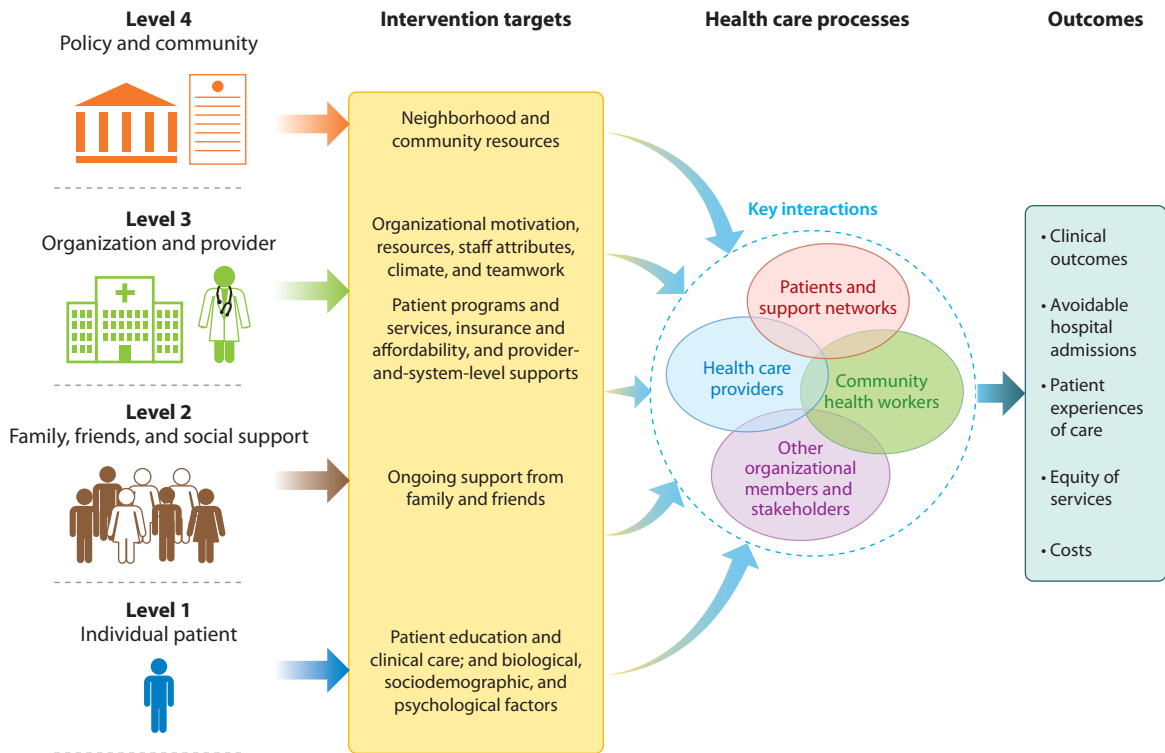 Level 4
Policy and community
Level 3
Organization and provider
Level 2
Family, friends, and social support
Level 1
Individual patient
Intervention targets
Neighborhood and
community resources
Organizational motivation,
resources, staff attributes,
climate, and teamwork
Patient programs and
services, insurance and
affordability, and provider-
and-system-level supports
Ongoing support from
family and friends
Patient education and
clinical care; and biological,
sociodemographic, and
psychological factors
Health care processes
Key interactions
Patients and
support networks
Health care
providers
Community
health workers
Other
organizational
members and
stakeholders
Outcomes
• Clinical
outcomes
• Avoidable
hospital
admissions
• Patient
experiences
of care
• Equity of
services
• Costs